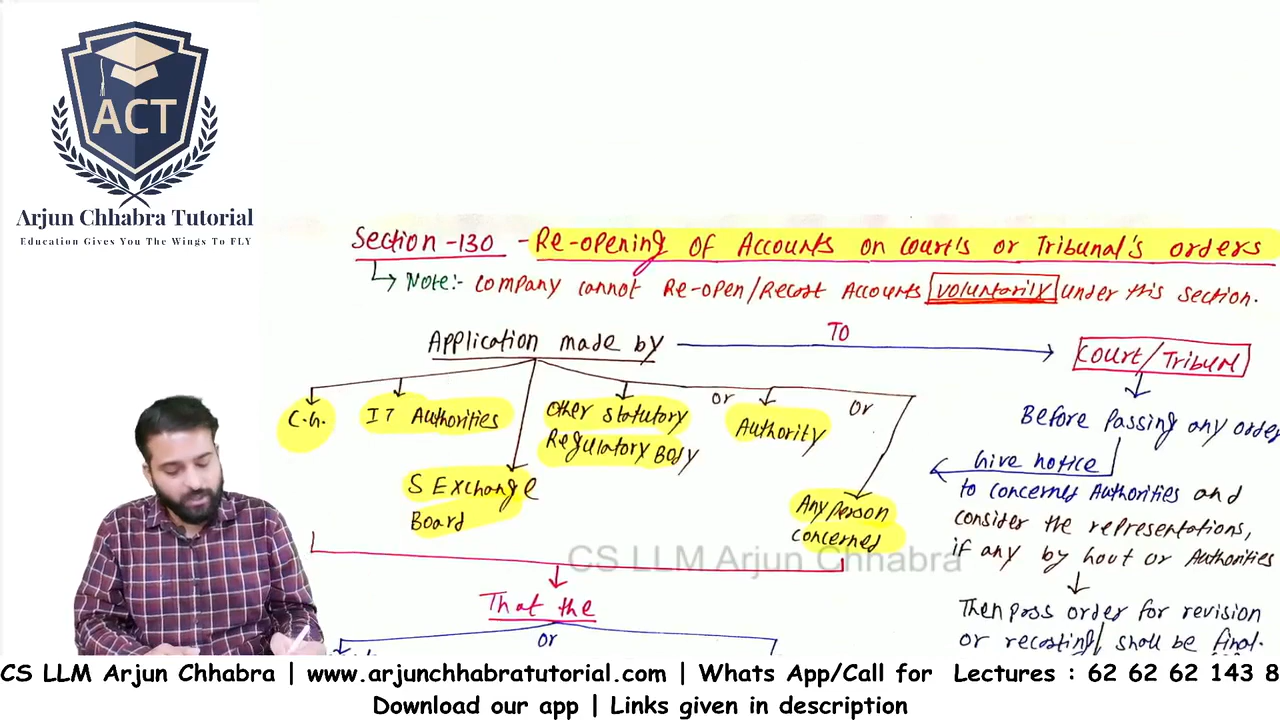 ACT
Arjun Chhabra Tutorial
Education Gives You The Wings To FLY
Section -130 - Re-opening of Accounts on Court's or Tribunal's orders
Note:- Company cannot Re-open/Recast Accounts voluntarily under this section.
Application made by
TO
Court/Tribunl
C.G.
IT Authorities
S Exchange
Board
Other statutory
Regulatory Body
or
Authority
or
Any person
concerned
Before passing any order
Give notice
to concerned Authorities and
consider the representations,
if any by Govt or Authorities
Then pass order for revision
or recasting/ shall be final.
CS LLM Arjun Chhabra
That the
or
CS LLM Arjun Chhabra | www.arjunchhabratutorial.com | Whats App/Call for Lectures : 62 62 62 143 8
Download our app | Links given in description